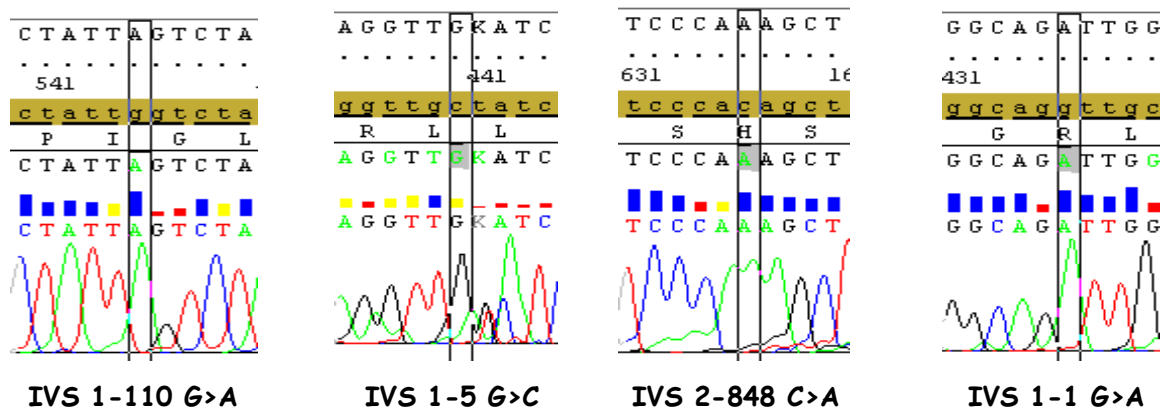 CTATTAGTCTA
541
ctattggtcta
P I G L
CTATTAGTCTA
CTATTAGTCTA
IVS 1-110 G>A
AGGTTGKATC
441
ggttgctatc
R L L
AGGTTGKATC
AGGTTGKATC
IVS 1-5 G>C
TCCCAAAGCT
631 16
tcccacagct
S H S
TCCCAAAGCT
TCCCAAAGCT
IVS 2-848 C>A
GGCAGATTGG
431
ggcaggttgc
G R L
GGCAGATTGG
GGCAGATTGG
IVS 1-1 G>A